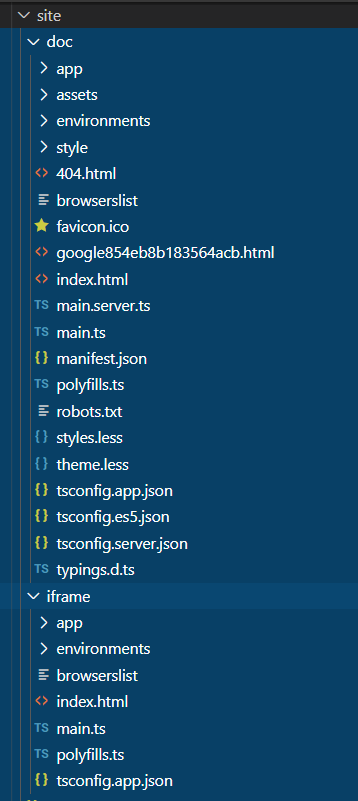 site
doc
app
assets
environments
style
404.html
browserslist
favicon.ico
google854eb8b183564acb.html
index.html
main.server.ts
TS main.ts
{} manifest.json
TS polyfills.ts
robots.txt
{} styles.less
{} theme.less
{} tsconfig.app.json
{} tsconfig.es5.json
{} tsconfig.server.json
TS typings.d.ts
iframe
app
environments
browserslist
<> index.html
TS main.ts
TS polyfills.ts
{} tsconfig.app.json